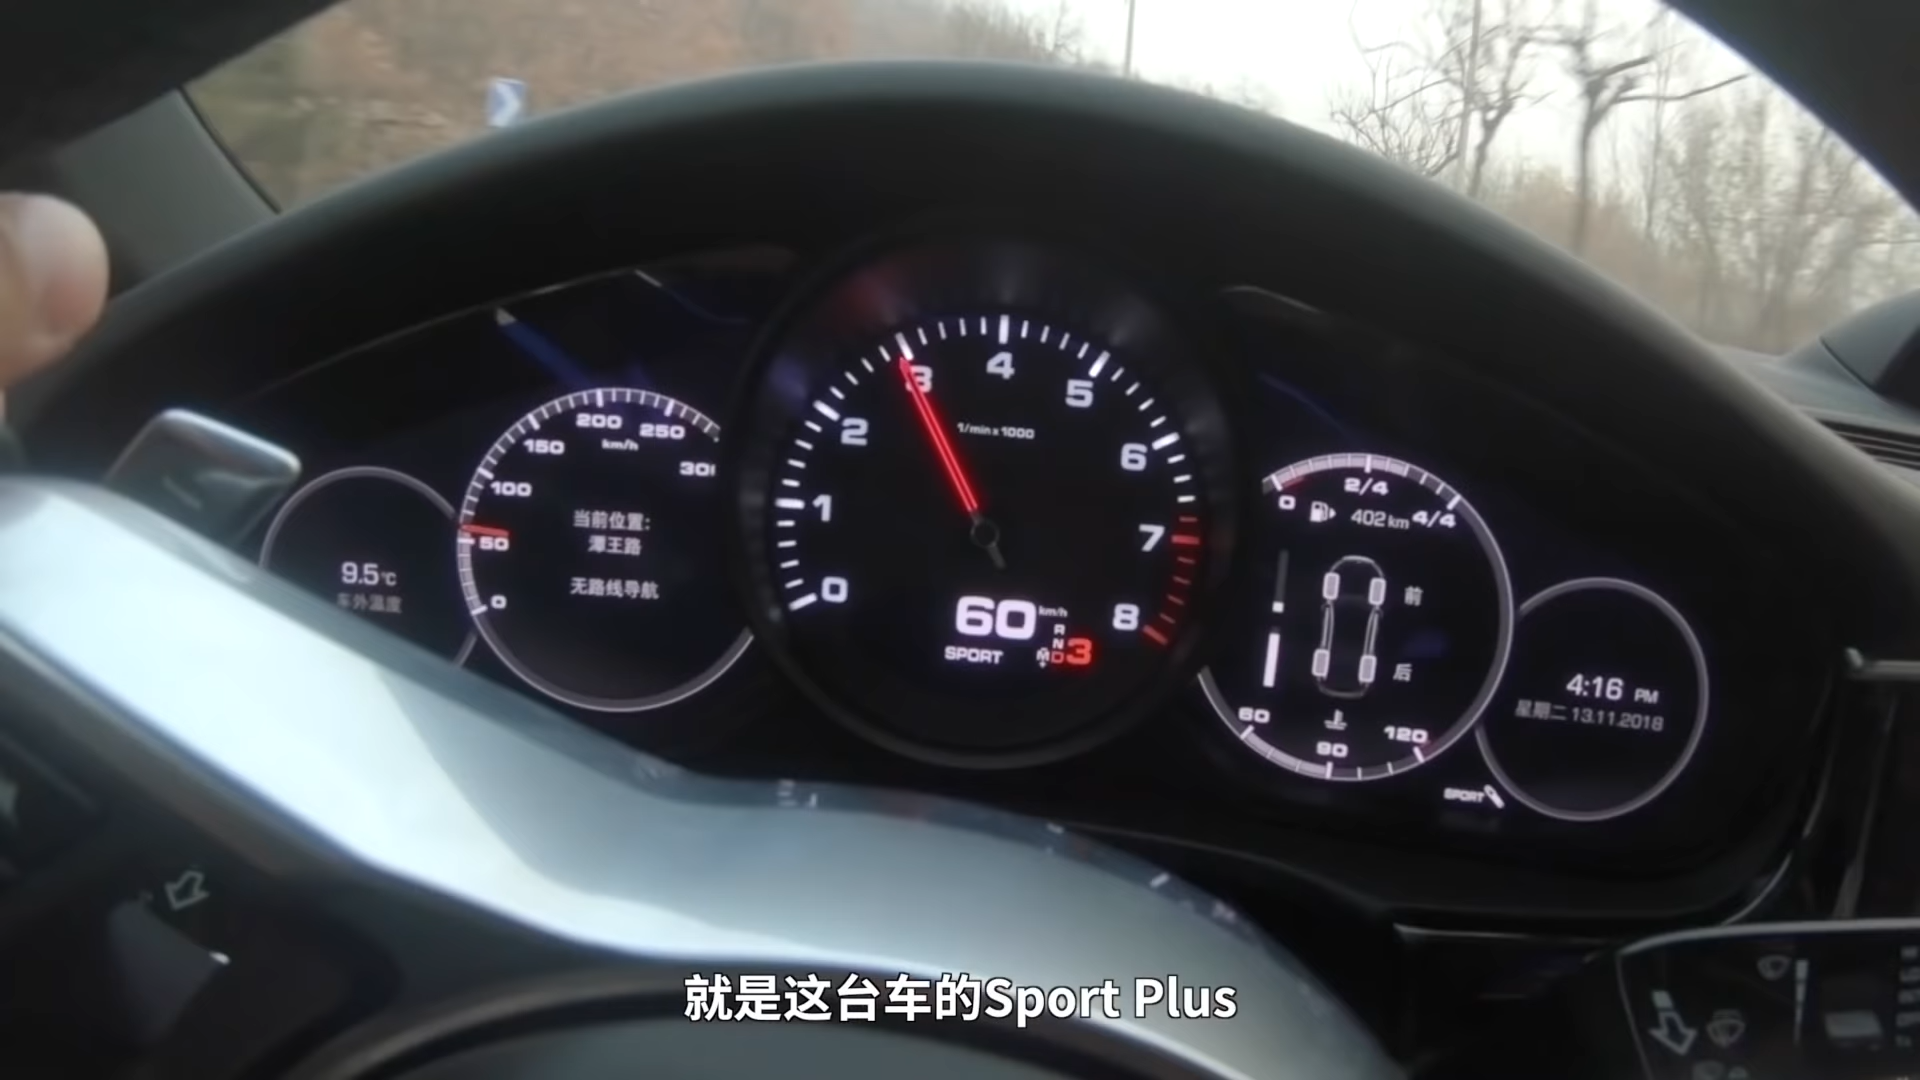 9.5°C
车外温度
0
50
100
150
200
250
km/h
当前位置:
潭王路
无路线导航
0
1
2
3
4
5
6
7
8
1/min x 1000
60 km/h
SPORT
R
N
D
M
3
0
2/4
4/4
402 km
前
后
60
90
120
SPORT
4:16 PM
星期二 13.11.2018
就是这台车的Sport Plus